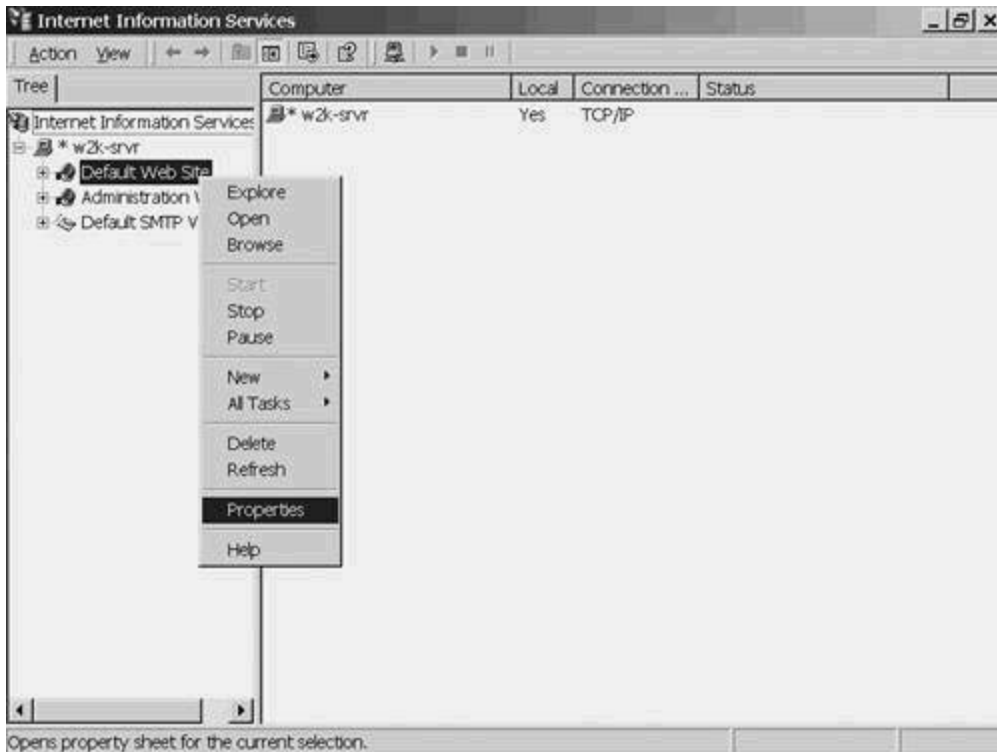 Internet Information Services
Action View
Tree
Computer Local Connection ... Status
Internet Information Services
* w2k-srvr Yes TCP/IP
* w2k-srvr
Default Web Site
Administration
Default SMTP V
Explore
Open
Browse
Start
Stop
Pause
New
All Tasks
Delete
Refresh
Properties
Help
Opens property sheet for the current selection.